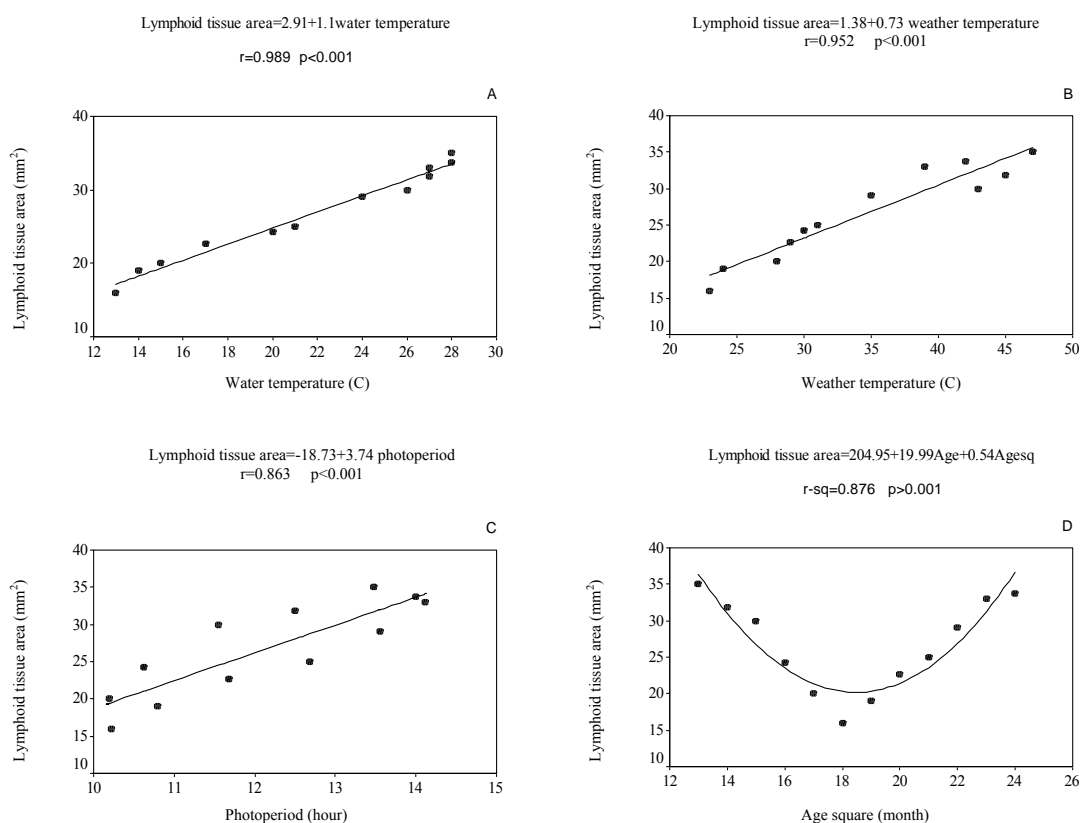 Lymphoid tissue area=2.91+1.1water temperature
r=0.989 p<0.001
A
40
30
20
10
Lymphoid tissue area (mm²)
12 14 16 18 20 22 24 26 28 30
Water temperature (C)
Lymphoid tissue area=1.38+0.73 weather temperature
r=0.952 p<0.001
B
40
35
30
25
20
15
10
Lymphoid tissue area (mm²)
20 25 30 35 40 45 50
Weather temperature (C)
Lymphoid tissue area=-18.73+3.74 photoperiod
r=0.863 p<0.001
C
40
35
30
25
20
15
10
Lymphoid tissue area (mm²)
10 11 12 13 14 15
Photoperiod (hour)
Lymphoid tissue area=204.95+19.99Age+0.54Agesq
r-sq=0.876 p>0.001
D
40
35
30
25
20
15
10
Lymphoid tissue area (mm²)
12 14 16 18 20 22 24 26
Age square (month)